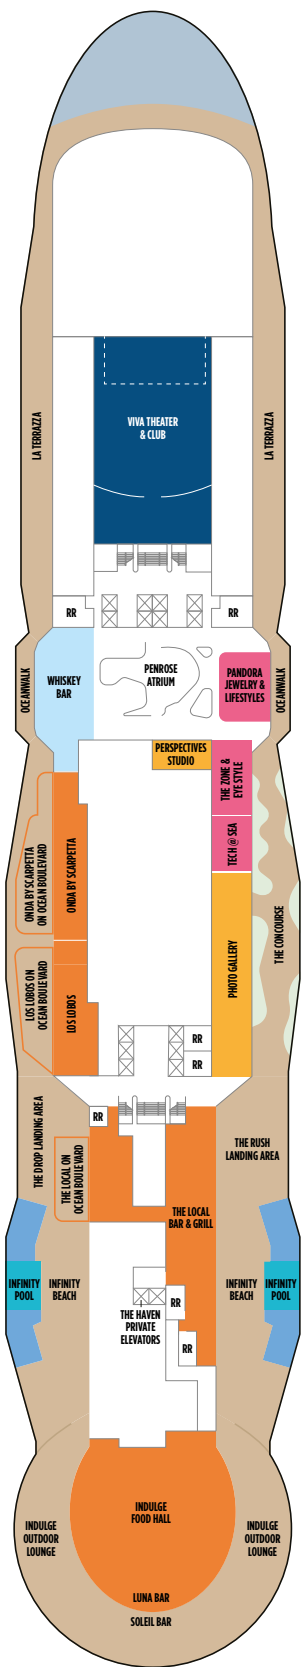 LA TERRAZZA
VIVA THEATER
& CLUB
LA TERRAZZA
RR
RR
OCEANWALK
WHISKEY
BAR
PENROSE
ATRIUM
PANDORA
JEWELRY &
LIFESTYLES
OCEANWALK
PERSPECTIVES
STUDIO
THE ZONE &
EYE STYLE
ONDA BY SCARPETTA
ON OCEAN BOULEVARD
ONDA BY SCARPETTA
TECH @ SEA
THE CONCOURSE
LOS LOBOS ON
OCEAN BOULEVARD
LOS LOBOS
PHOTO GALLERY
RR
RR
RR
THE DROP LANDING AREA
THE LOCAL ON
OCEAN BOULEVARD
THE RUSH
LANDING AREA
THE LOCAL
BAR & GRILL
INFINITY
POOL
INFINITY
BEACH
INFINITY
BEACH
INFINITY
POOL
RR
THE HAVEN
PRIVATE
ELEVATORS
RR
INDULGE
FOOD HALL
INDULGE
OUTDOOR
LOUNGE
INDULGE
OUTDOOR
LOUNGE
LUNA BAR
SOLEIL BAR